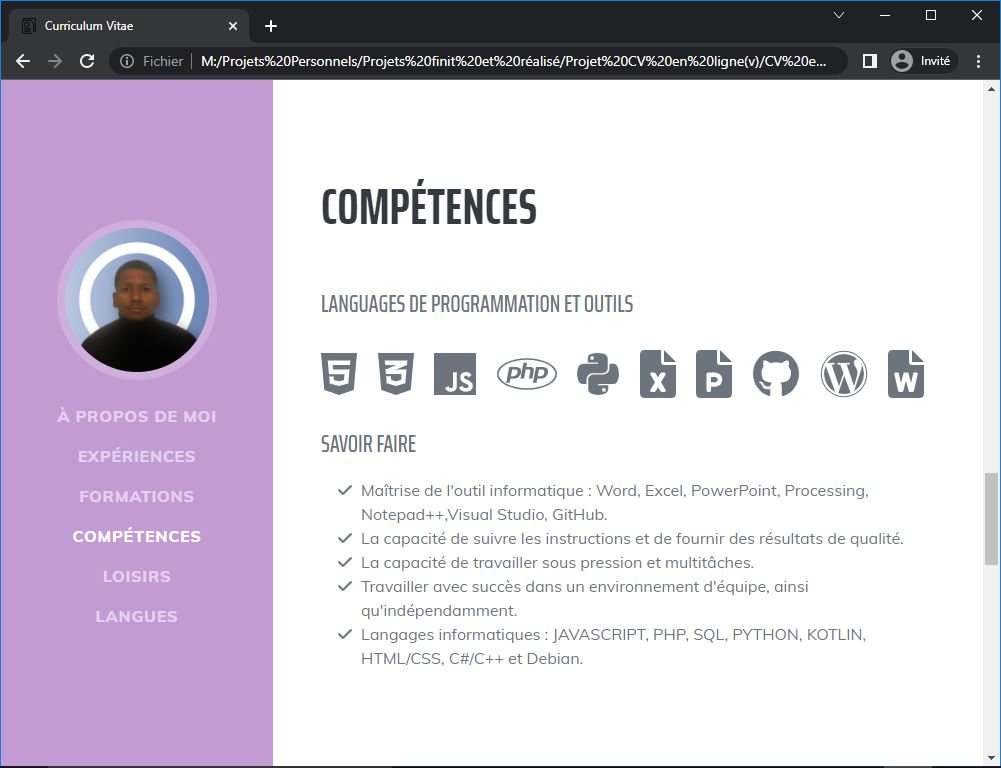 Curriculum Vitae
Fichier M:/Projets%20Personnels/Projets%20finit%20et%20réalisé/Projet%20CV%20en%20ligne(v)/CV%20e...
Invité
À PROPOS DE MOI
EXPÉRIENCES
FORMATIONS
COMPÉTENCES
LOISIRS
LANGUES
COMPÉTENCES
LANGUAGES DE PROGRAMMATION ET OUTILS
5 3 JS php X P W W
SAVOIR FAIRE
Maîtrise de l'outil informatique : Word, Excel, PowerPoint, Processing,
Notepad++,Visual Studio, GitHub.
La capacité de suivre les instructions et de fournir des résultats de qualité.
La capacité de travailler sous pression et multitâches.
Travailler avec succès dans un environnement d'équipe, ainsi
qu'indépendamment.
Langages informatiques : JAVASCRIPT, PHP, SQL, PYTHON, KOTLIN,
HTML/CSS, C#/C++ et Debian.